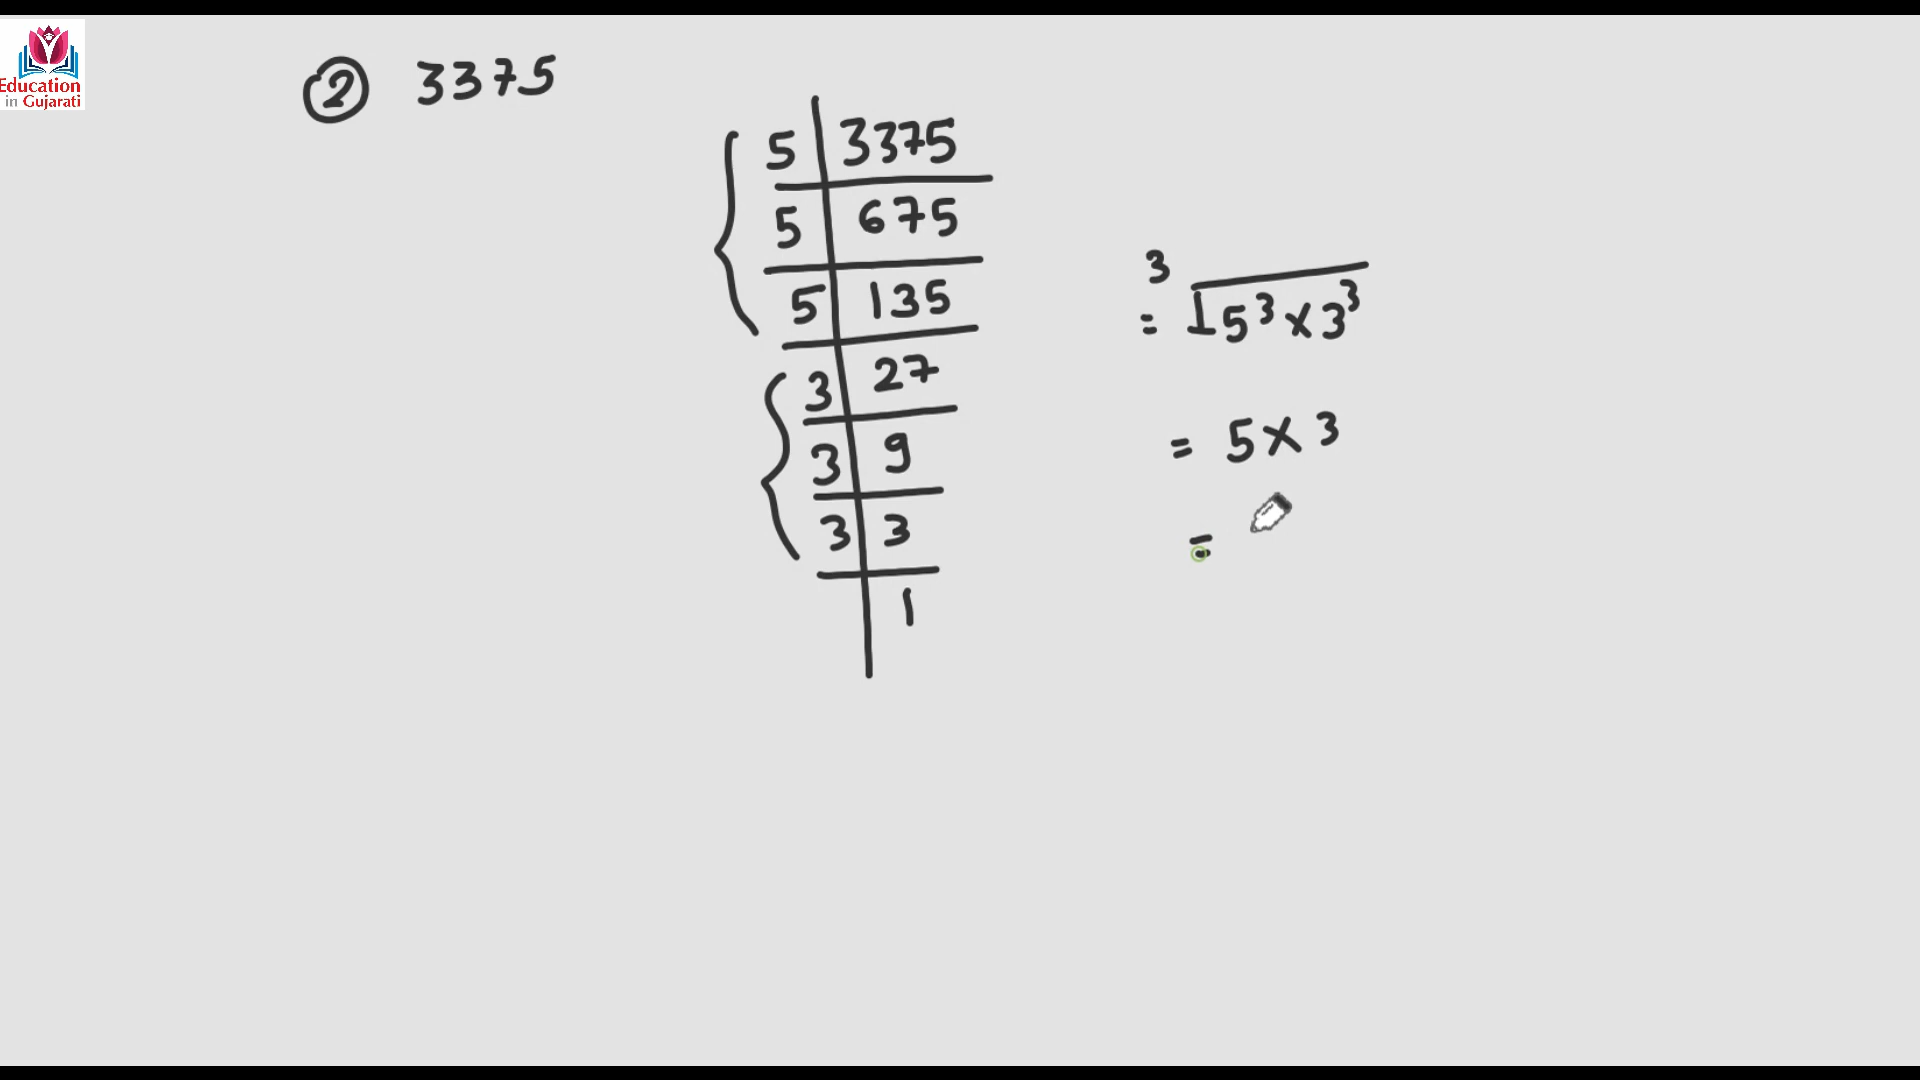 Education
in Gujarati
② 3375
5 | 3375
5 | 675
5 | 135
3 | 27
3 | 9
3 | 3
1
= ∛5³ × 3³
= 5 × 3
=